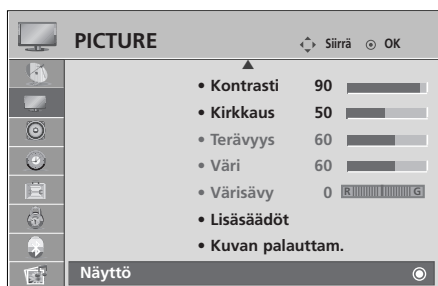 PICTURE
Siirrä
OK
• Kontrasti 90
• Kirkkaus 50
• Terävyys 60
• Väri 60
• Värisävy 0 R G
• Lisäsäädöt
• Kuvan palauttam.
Näyttö